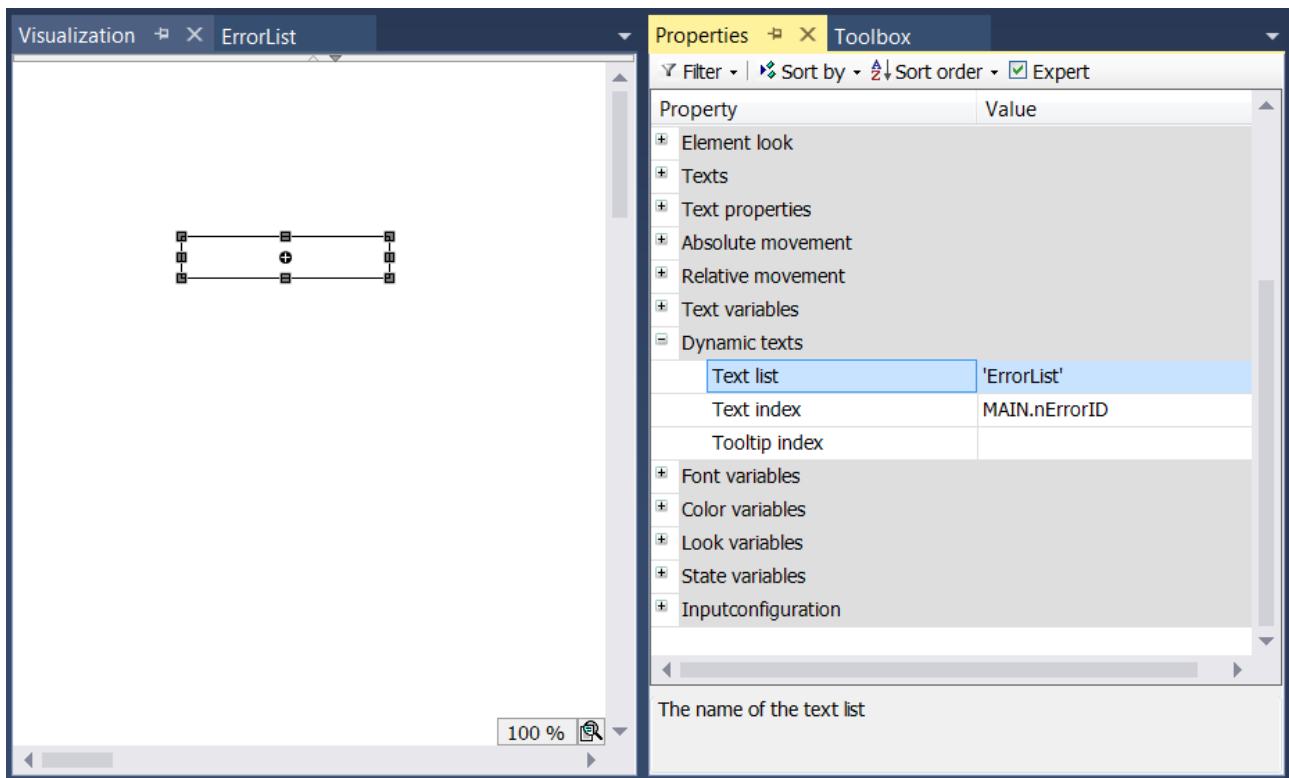 Visualization ErrorList
100 %
Properties Toolbox
Filter Sort by Sort order Expert
Property Value
Element look
Texts
Text properties
Absolute movement
Relative movement
Text variables
Dynamic texts
Text list 'ErrorList'
Text index MAIN.nErrorID
Tooltip index
Font variables
Color variables
Look variables
State variables
Inputconfiguration
The name of the text list